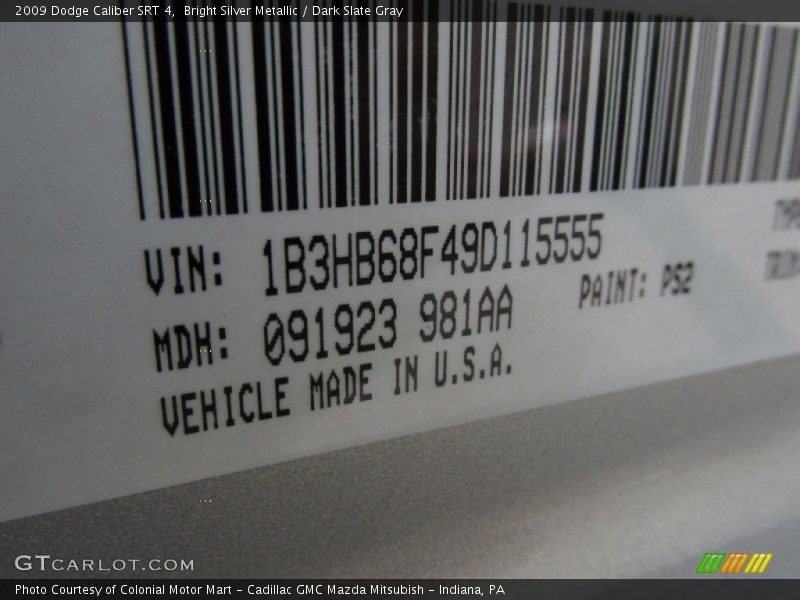 2009 Dodge Caliber SRT 4,  Bright Silver Metallic / Dark Slate Gray
VIN: 1B3HB68F49D115555
MDH: 091923 981AA
PAINT: PS2
VEHICLE MADE IN U.S.A.
GTCARLOT.COM
Photo Courtesy of Colonial Motor Mart - Cadillac GMC Mazda Mitsubish - Indiana, PA